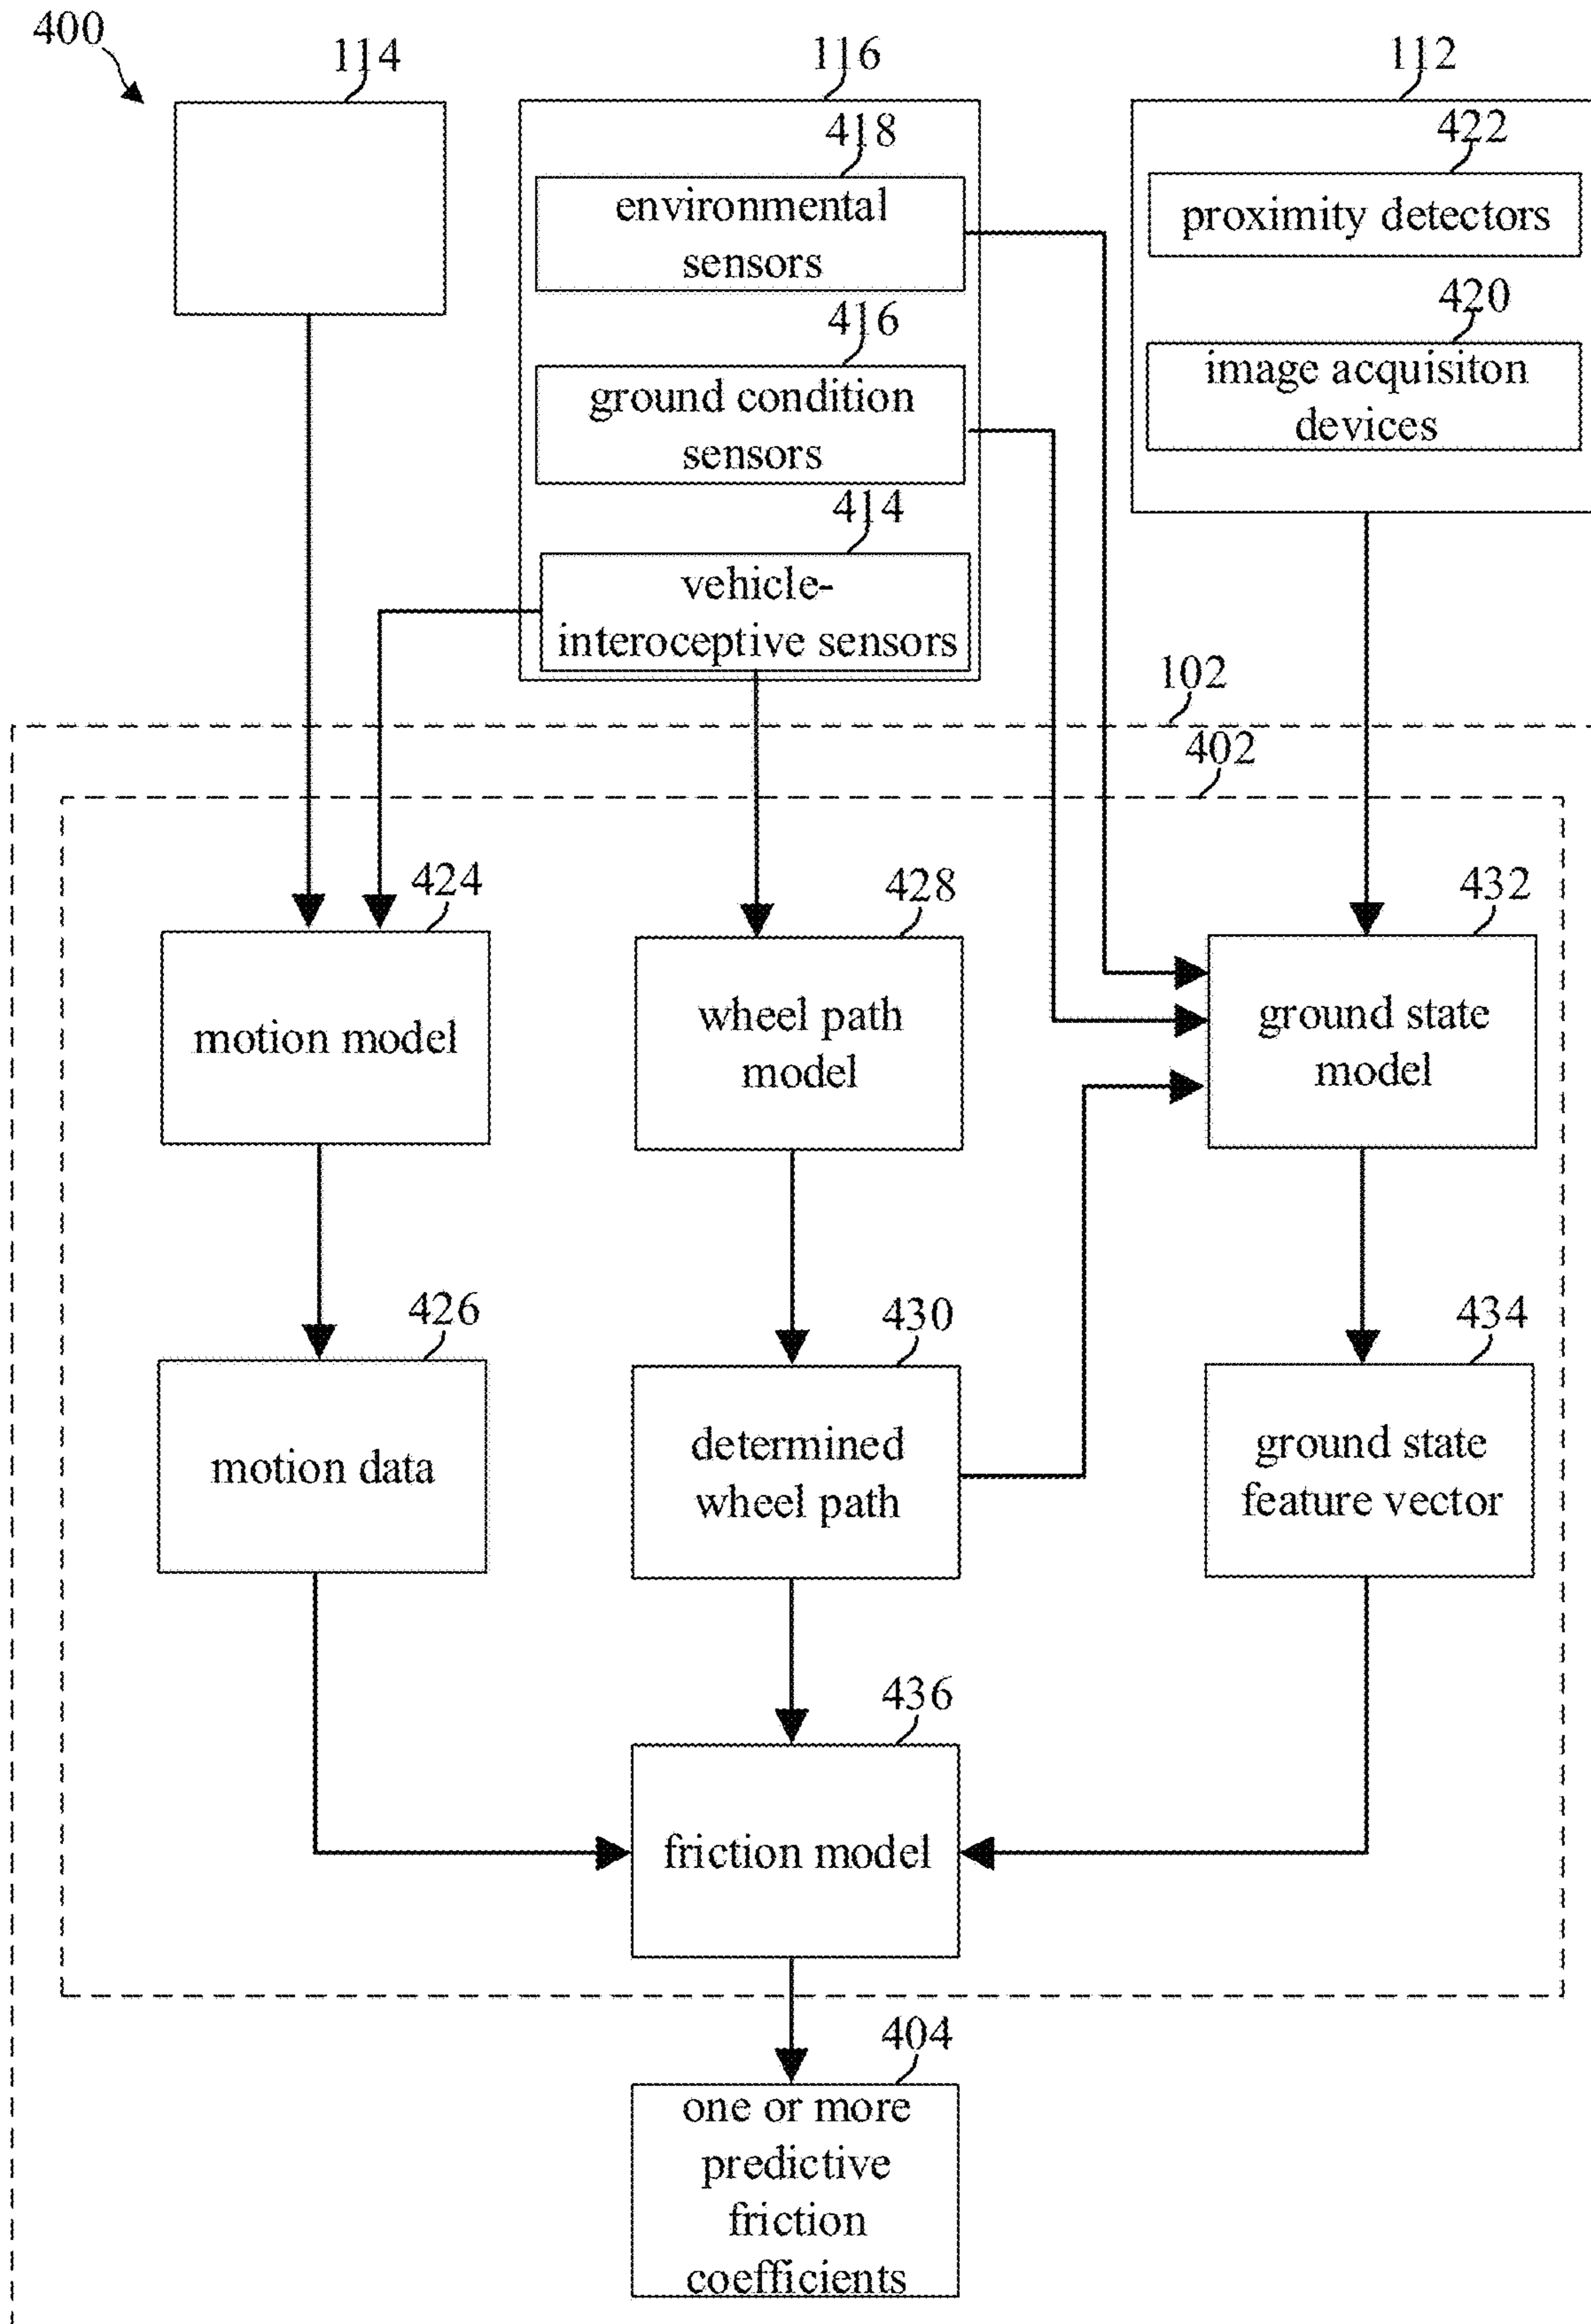 400
114
116
112
418
environmental
sensors
422
proximity detectors
416
ground condition
sensors
420
image acquisiton
devices
414
vehicle-
interoceptive sensors
102
402
424
motion model
428
wheel path
model
432
ground state
model
426
motion data
430
determined
wheel path
434
ground state
feature vector
436
friction model
404
one or more
predictive
friction
coefficients